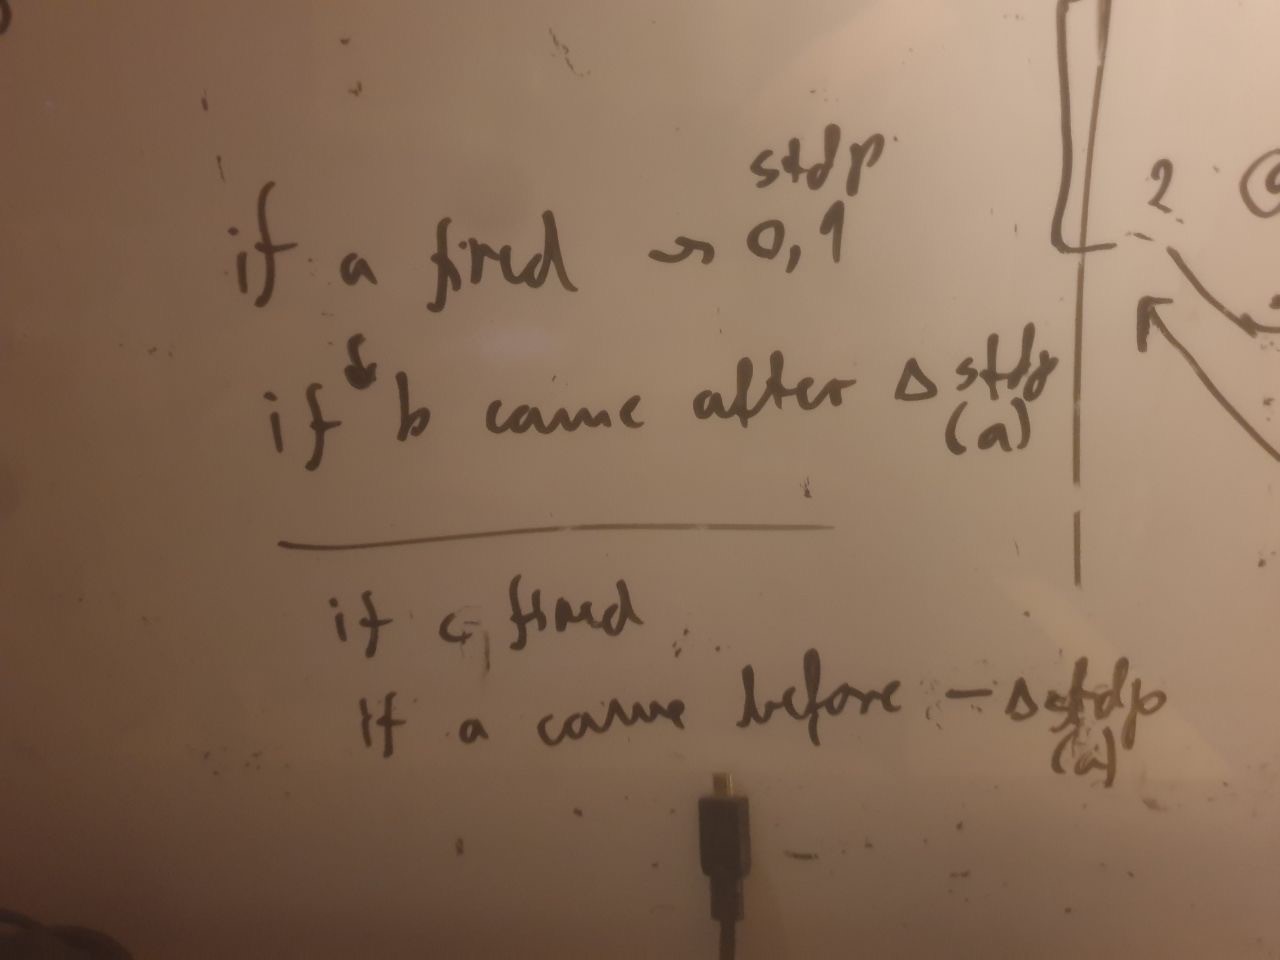 stdp
if a fired → 0,1
if b came after Δ stdp
(a)
if c fired
if a came before - Δ stdp
(a)
2